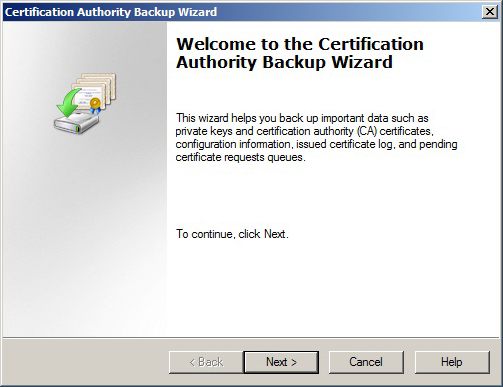 Certification Authority Backup Wizard
Welcome to the Certification
Authority Backup Wizard
This wizard helps you back up important data such as
private keys and certification authority (CA) certificates,
configuration information, issued certificate log, and pending
certificate requests queues.
To continue, click Next.
< Back
Next >
Cancel
Help